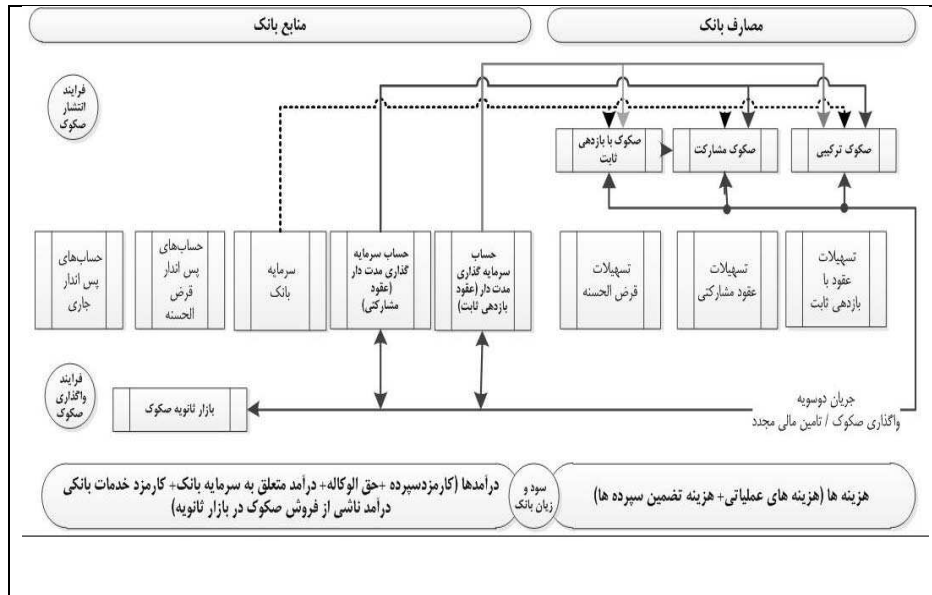 مصارف بانک
منابع بانک
فرایند
انتشار
صکوک
صکوک ترکیبی
صکوک مشارکت
صکوک با بازدهی
ثابت
تسهیلات
عقود با
بازدهی ثابت
تسهیلات
عقود مشارکتی
تسهیلات
قرض الحسنه
حساب
سرمایه گذاری
مدت دار (عقود
بازدهی ثابت)
حساب سرمایه
گذاری مدت دار
(عقود
مشارکتی)
سرمایه
بانک
حساب‌های
پس اندار
قرض
الحسنه
حساب‌های
پس اندار
جاری
فرایند
واگذاری
صکوک
بازار ثانویه صکوک
جریان دوسویه
واگذاری صکوک / تامین مالی مجدد
هزینه ها (هزینه های عملیاتی+ هزینه تضمین سپرده ها)
سود و
زیان بانک
درآمدها (کارمزدسپرده +حق الوکاله+ درآمد متعلق به سرمایه بانک+ کارمزد خدمات بانکی
درآمد ناشی از فروش صکوک در بازار ثانویه)